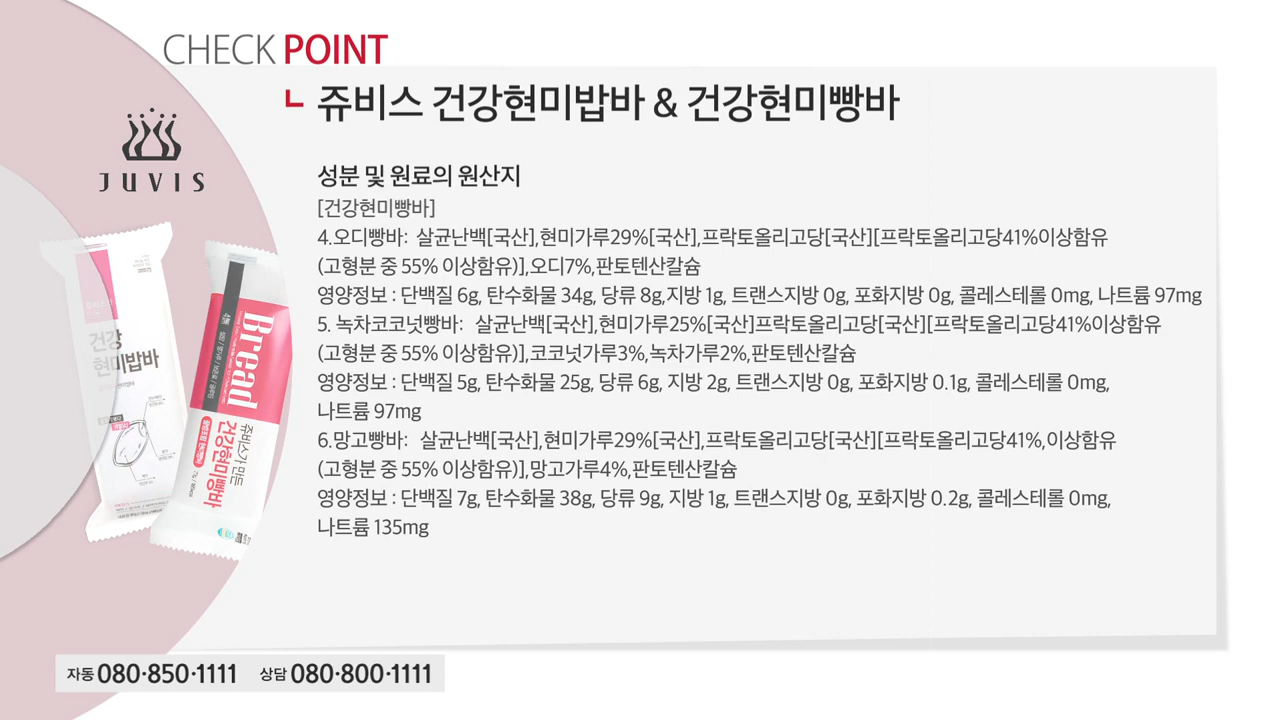 CHECK POINT
쥬비스 건강현미밥바 & 건강현미빵바
JUVIS
성분 및 원료의 원산지
[건강현미빵바]
4.오디빵바: 살균난백[국산],현미가루29%[국산],프락토올리고당[국산][프락토올리고당41%이상함유
(고형분 중 55% 이상함유)],오디7%,판토텐산칼슘
영양정보 : 단백질 6g, 탄수화물 34g, 당류 8g,지방 1g, 트랜스지방 0g, 포화지방 0g, 콜레스테롤 0mg, 나트륨 97mg
5. 녹차코코넛빵바: 살균난백[국산],현미가루25%[국산]프락토올리고당[국산][프락토올리고당41%이상함유
(고형분 중 55% 이상함유)],코코넛가루3%,녹차가루2%,판토텐산칼슘
영양정보 : 단백질 5g, 탄수화물 25g, 당류 6g, 지방 2g, 트랜스지방 0g, 포화지방 0.1g, 콜레스테롤 0mg,
나트륨 97mg
6.망고빵바: 살균난백[국산],현미가루29%[국산],프락토올리고당[국산][프락토올리고당41%,이상함유
(고형분 중 55% 이상함유)],망고가루4%,판토텐산칼슘
영양정보 : 단백질 7g, 탄수화물 38g, 당류 9g, 지방 1g, 트랜스지방 0g, 포화지방 0.2g, 콜레스테롤 0mg,
나트륨 135mg
건강
현미밥바
Bread
쥬비스가 만든
건강현미빵바
자동 080·850·1111 상담 080·800·1111